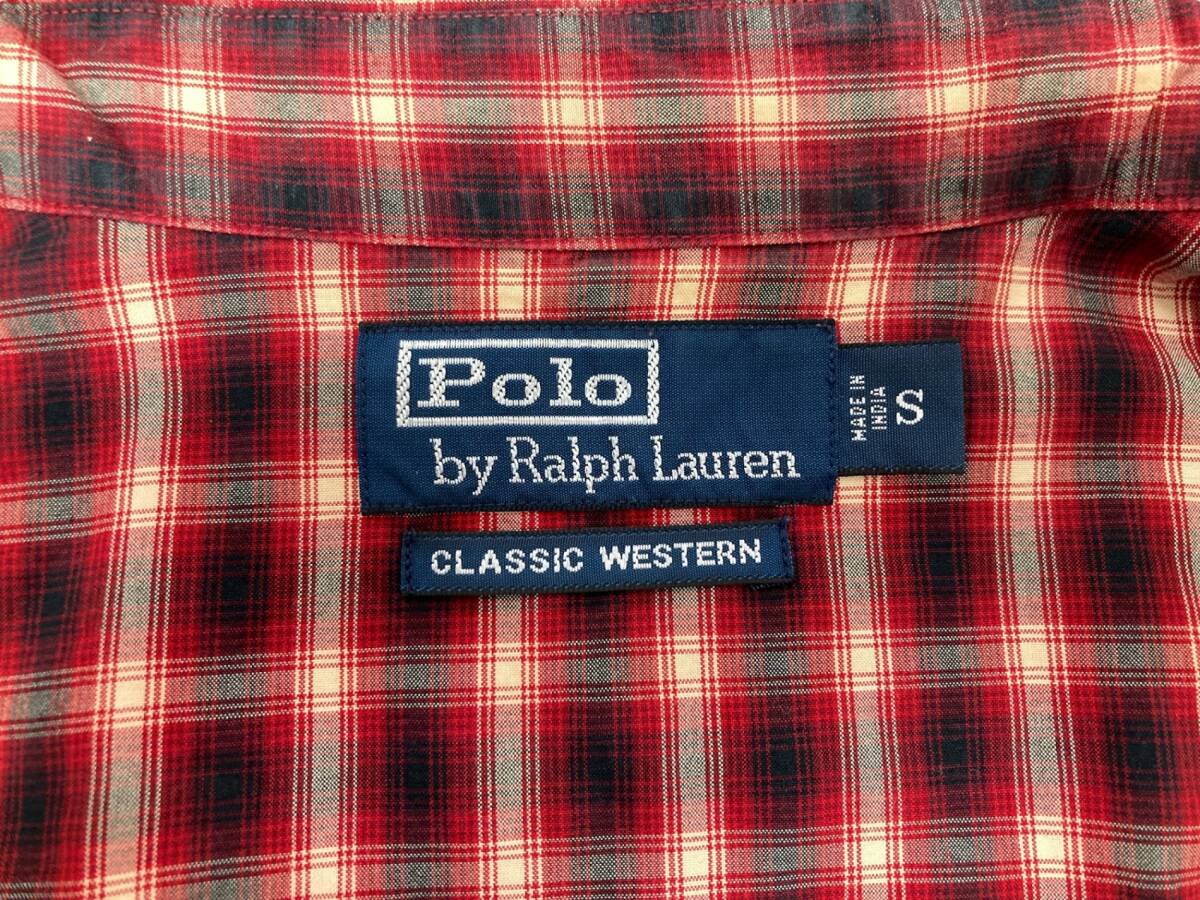 Polo
by Ralph Lauren
MADE IN
INDIA
S
CLASSIC WESTERN